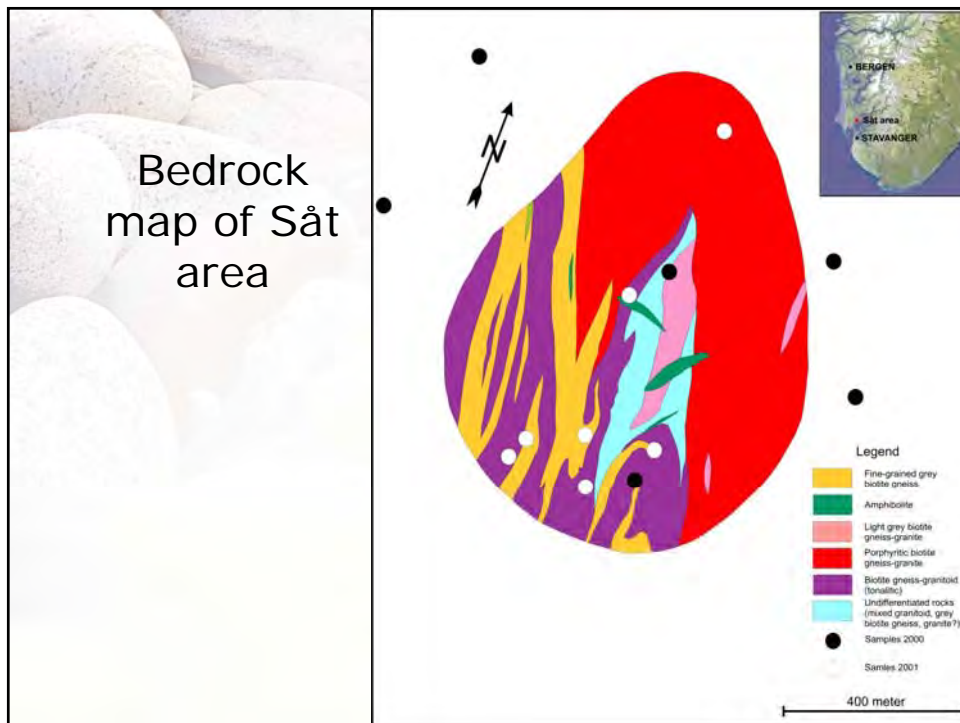 Bedrock
map of Såt
area
N
BERGEN
Såt area
STAVANGER
Legend
Fine-grained grey
biotite gneiss
Amphibolite
Light grey biotite
gneiss-granite
Porphyritic biotite
gneiss-granite
Biotite gneiss-granitoid
(tonalitic)
Undifferentiated rocks
(mixed granitoid, grey
biotite gneiss, granite?)
Samples 2000
Samles 2001
400 meter